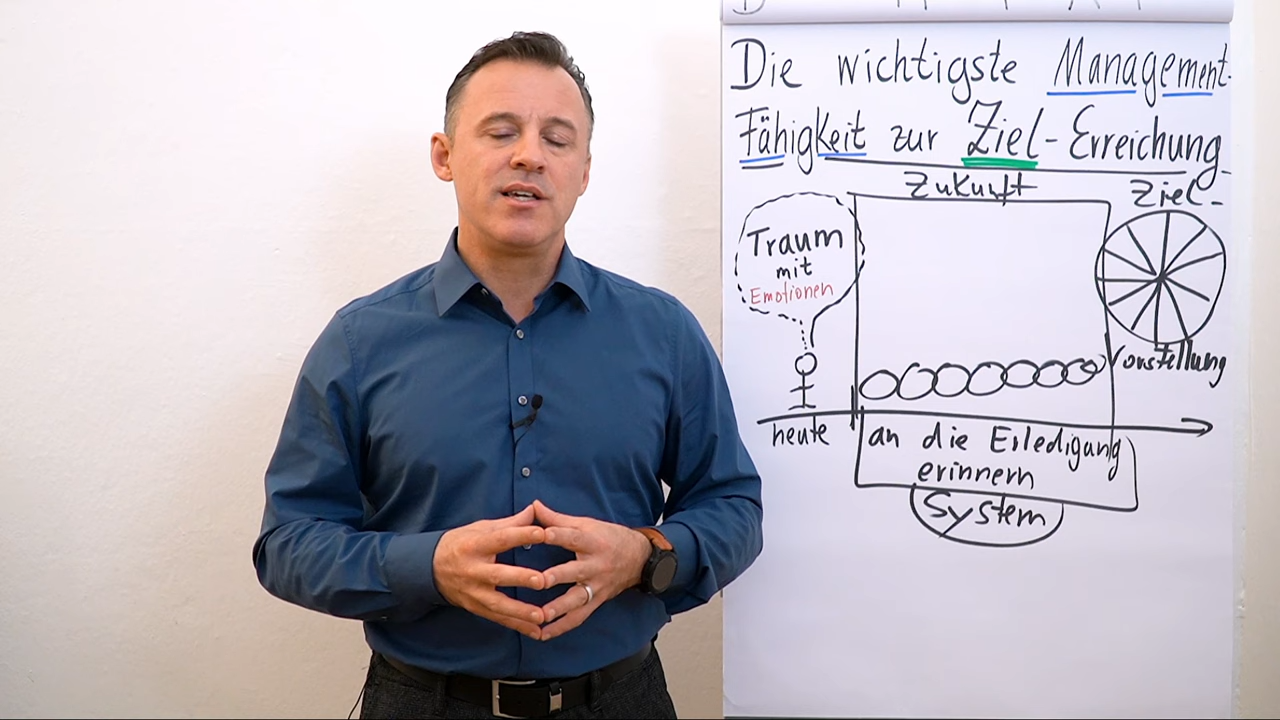 Die wichtigste Management-
Fähigkeit zur Ziel-Erreichung
Zukunft
Ziel-
Traum
mit
Emotionen
Vorstellung
heute
an die Erledigung
erinnern
System